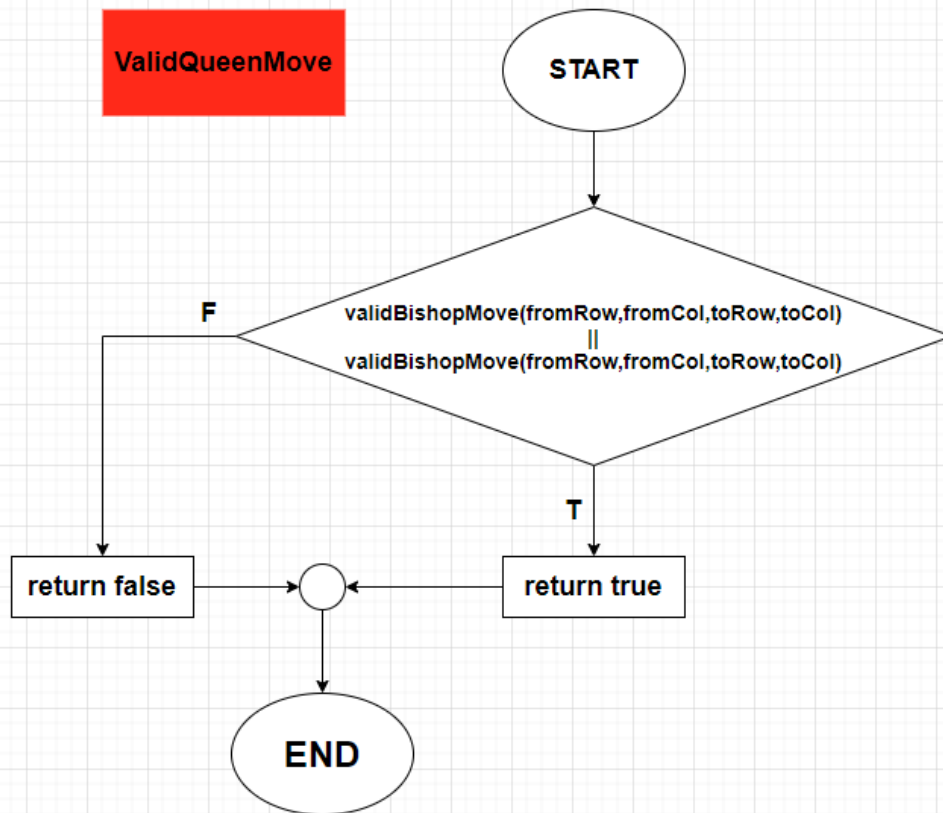 ValidQueenMove
START
F
validBishopMove(fromRow,fromCol,toRow,toCol)
||
validBishopMove(fromRow,fromCol,toRow,toCol)
T
return false
return true
END